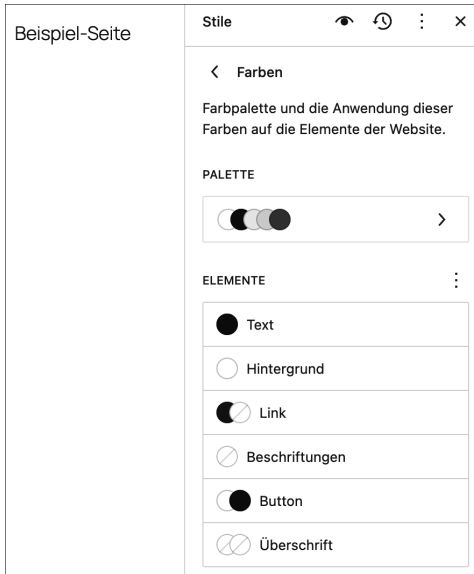 Beispiel-Seite
Stile
Farben
Farbpalette und die Anwendung dieser
Farben auf die Elemente der Website.
PALETTE
ELEMENTE
Text
Hintergrund
Link
Beschriftungen
Button
Überschrift